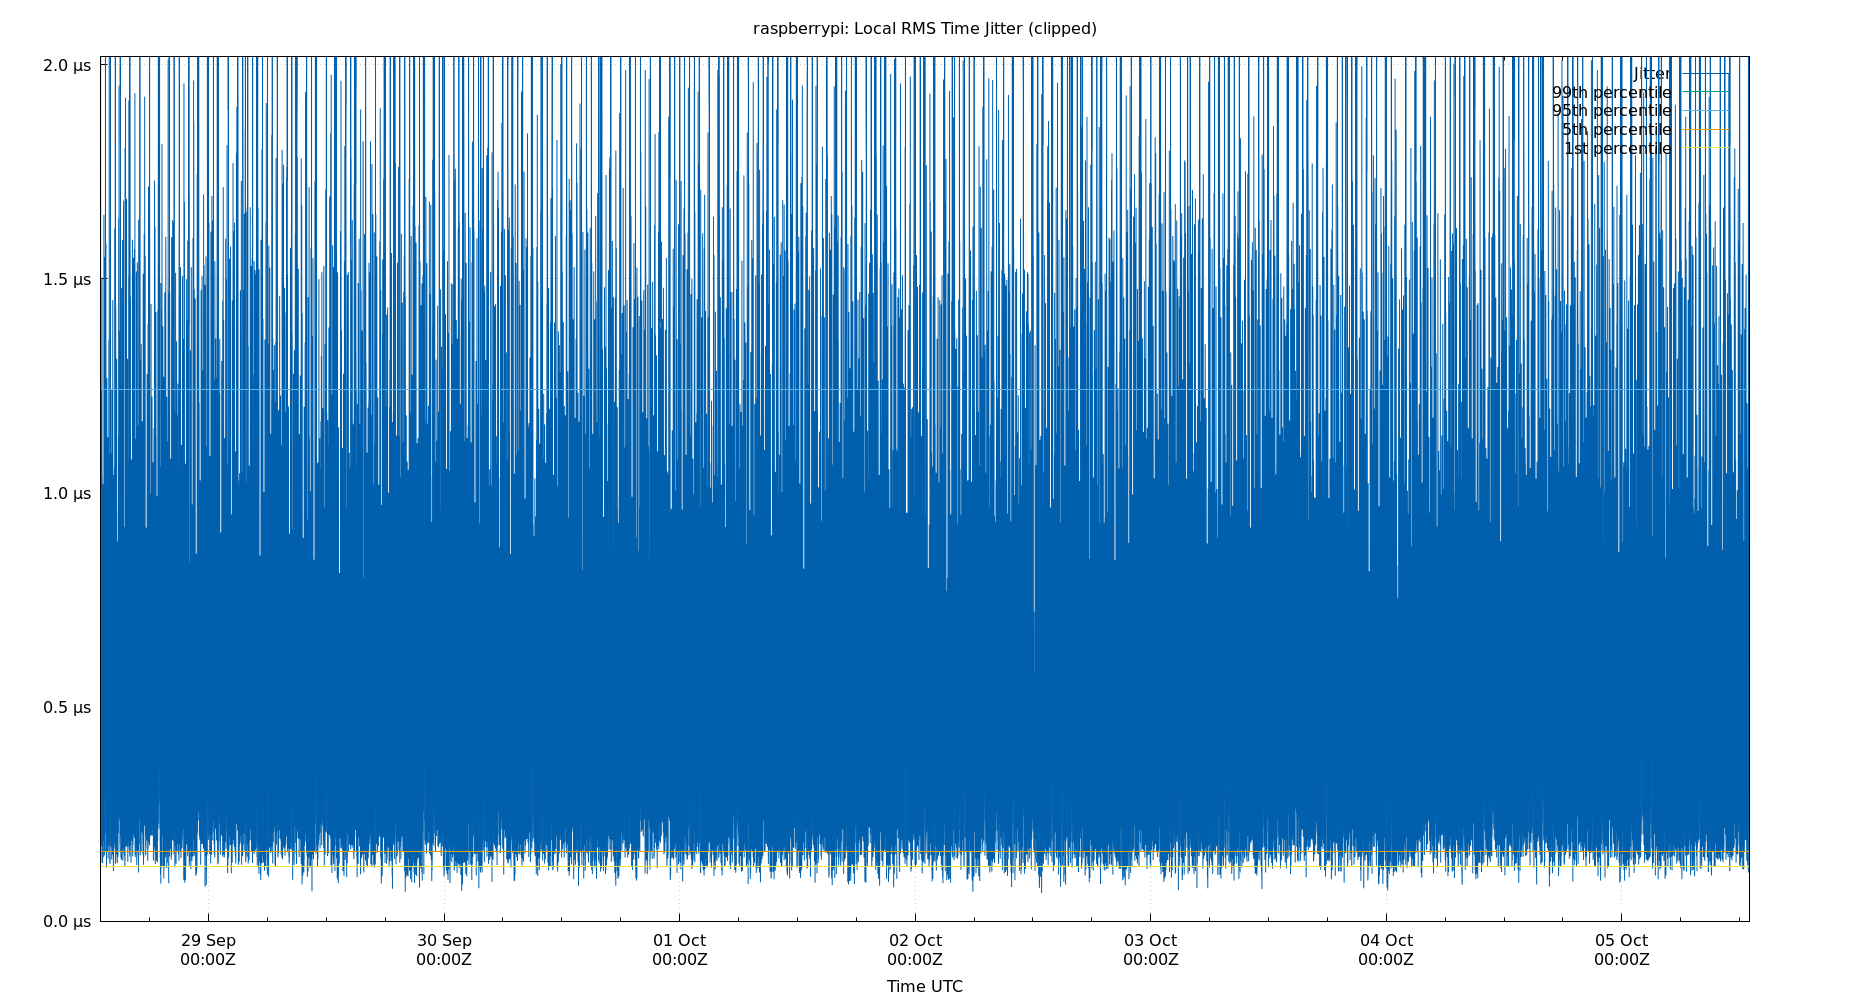 raspberrypi: Local RMS Time Jitter (clipped)
2.0 μs
1.5 μs
1.0 μs
0.5 μs
0.0 μs
Jitter
99th percentile
95th percentile
5th percentile
1st percentile
29 Sep
00:00Z
30 Sep
00:00Z
01 Oct
00:00Z
02 Oct
00:00Z
03 Oct
00:00Z
04 Oct
00:00Z
05 Oct
00:00Z
Time UTC